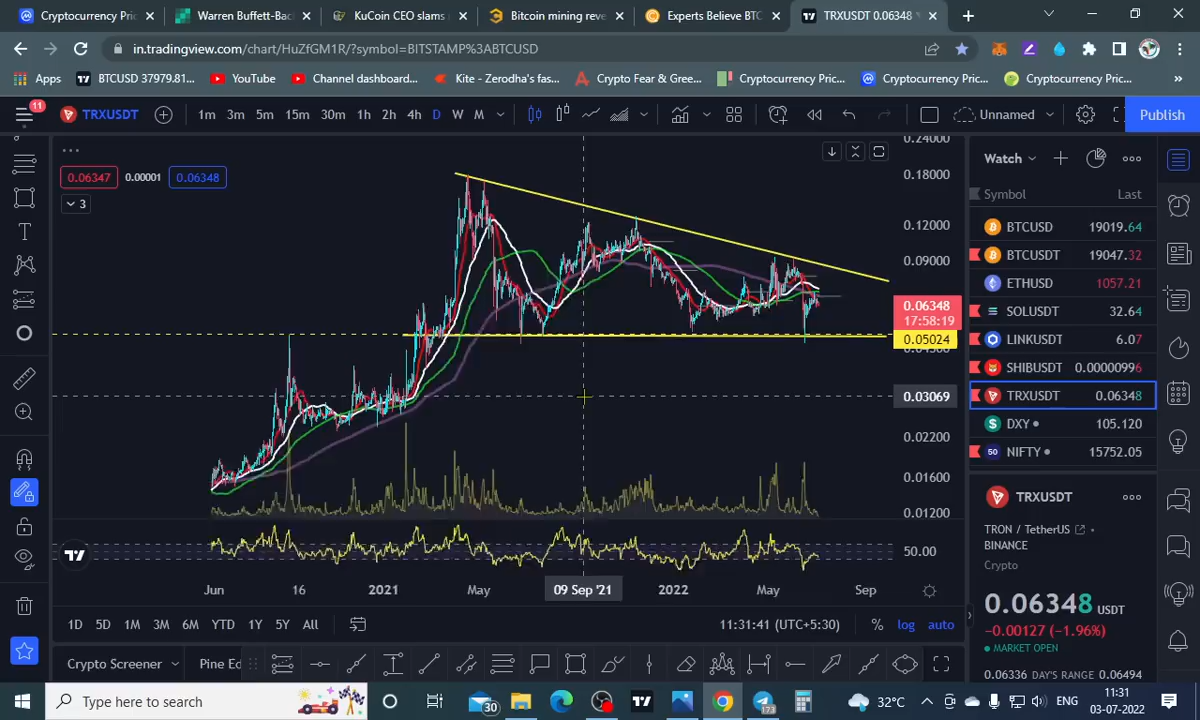 Cryptocurrency Pric
Warren Buffett-Bac
KuCoin CEO slams
Bitcoin mining reve
Experts Believe BTC
TRXUSDT 0.06348
in.tradingview.com/chart/HuZfGM1R/?symbol=BITSTAMP%3ABTCUSD
Apps
BTCUSD 37979.81...
YouTube
Channel dashboard...
Kite - Zerodha's fas...
Crypto Fear & Gree...
Cryptocurrency Pric...
Cryptocurrency Pric...
Cryptocurrency Pric...
»
11
TRXUSDT
1m 3m 5m 15m 30m 1h 2h 4h D W M
Unnamed
Publish
0.06347 0.00001 0.06348
3
0.24000
0.18000
0.12000
0.09000
0.06348
17:58:19
0.05024
0.03069
0.02200
0.01600
0.01200
50.00
Jun 16 2021 May 09 Sep '21 2022 May Sep
1D 5D 1M 3M 6M YTD 1Y 5Y All
11:31:41 (UTC+5:30)
% log auto
Crypto Screener
Pine Ed
Watch
Symbol Last
BTCUSD 19019.64
BTCUSDT 19047.32
ETHUSD 1057.21
SOLUSDT 32.64
LINKUSDT 6.07
SHIBUSDT 0.00000996
TRXUSDT 0.06348
DXY 105.120
50 NIFTY 15752.05
TRXUSDT
TRON / TetherUS
BINANCE
Crypto
0.06348 USDT
−0.00127 (−1.96%)
MARKET OPEN
0.06336 DAY'S RANGE 0.06494
Type here to search
30
173
32°C
ENG
11:31
03-07-2022